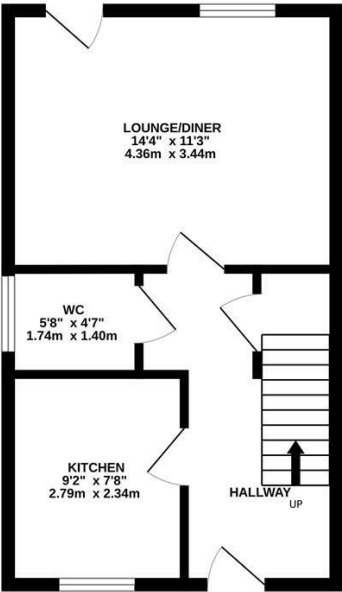 LOUNGE/DINER
14'4" x 11'3"
4.36m x 3.44m
WC
5'8" x 4'7"
1.74m x 1.40m
KITCHEN
9'2" x 7'8"
2.79m x 2.34m
HALLWAY
UP